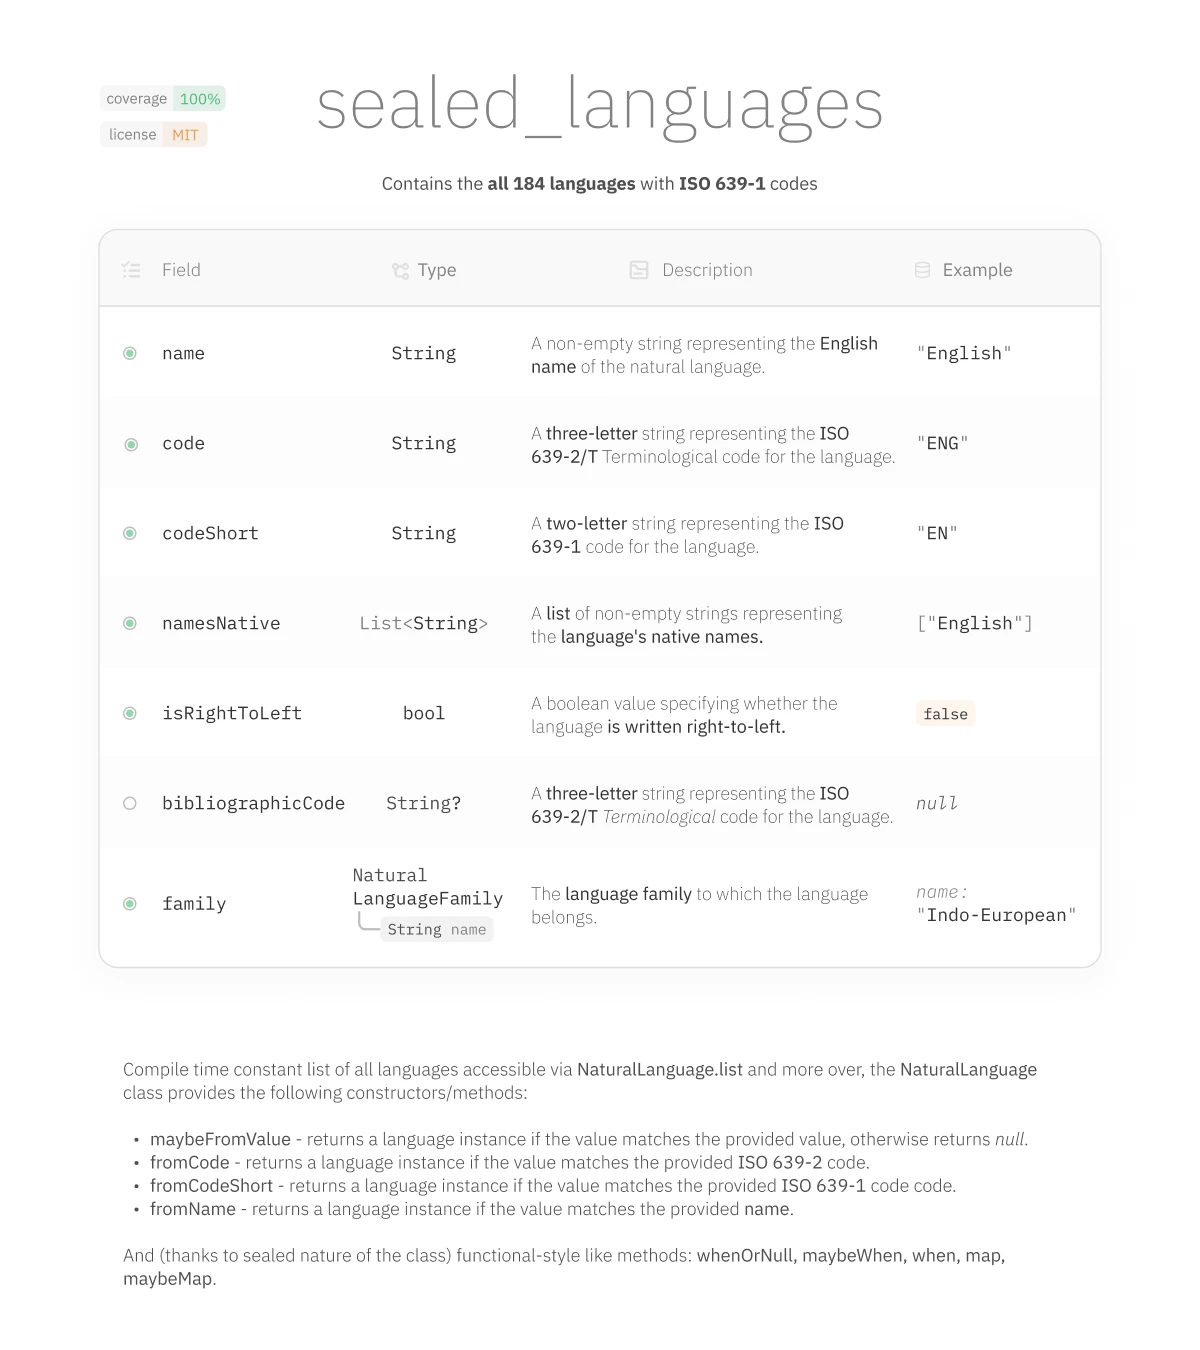 coverage 100%
license MIT
sealed_languages
Contains the all 184 languages with ISO 639-1 codes
Field Type Description Example
name String A non-empty string representing the English "English"
name of the natural language.
code String A three-letter string representing the ISO "ENG"
639-2/T Terminological code for the language.
codeShort String A two-letter string representing the ISO "EN"
639-1 code for the language.
namesNative List<String> A list of non-empty strings representing ["English"]
the language's native names.
isRightToLeft bool A boolean value specifying whether the false
language is written right-to-left.
bibliographicCode String? A three-letter string representing the ISO null
639-2/T Terminological code for the language.
family Natural
LanguageFamily
String name
The language family to which the language
belongs.
name:
"Indo-European"
Compile time constant list of all languages accessible via NaturalLanguage.list and more over, the NaturalLanguage
class provides the following constructors/methods:
• maybeFromValue - returns a language instance if the value matches the provided value, otherwise returns null.
• fromCode - returns a language instance if the value matches the provided ISO 639-2 code.
• fromCodeShort - returns a language instance if the value matches the provided ISO 639-1 code code.
• fromName - returns a language instance if the value matches the provided name.
And (thanks to sealed nature of the class) functional-style like methods: whenOrNull, maybeWhen, when, map,
maybeMap.